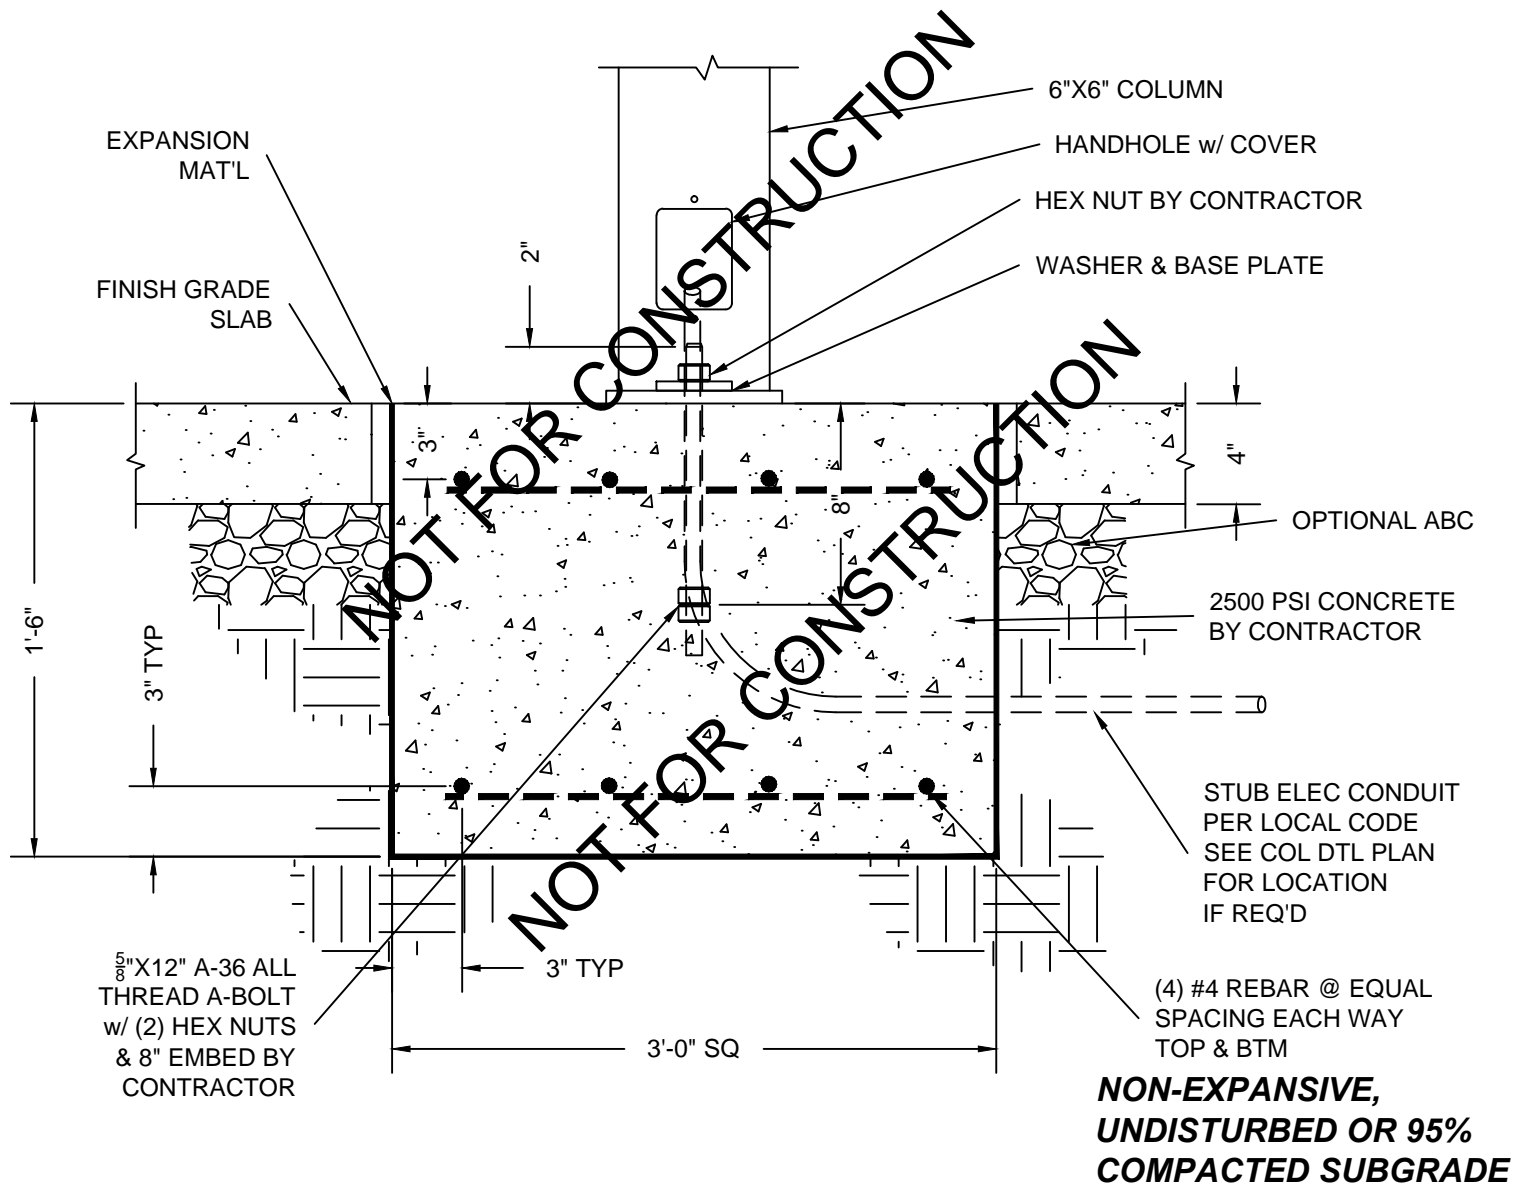 6"X6" COLUMN
HANDHOLE w/ COVER
HEX NUT BY CONTRACTOR
WASHER & BASE PLATE
EXPANSION
MAT'L
FINISH GRADE
SLAB
2"
3"
8"
4"
1'-6"
3" TYP
OPTIONAL ABC
2500 PSI CONCRETE
BY CONTRACTOR
STUB ELEC CONDUIT
PER LOCAL CODE
SEE COL DTL PLAN
FOR LOCATION
IF REQ'D
5/8"X12" A-36 ALL
THREAD A-BOLT
w/ (2) HEX NUTS
& 8" EMBED BY
CONTRACTOR
3" TYP
3'-0" SQ
(4) #4 REBAR @ EQUAL
SPACING EACH WAY
TOP & BTM
NON-EXPANSIVE,
UNDISTURBED OR 95%
COMPACTED SUBGRADE
NOT FOR CONSTRUCTION
NOT FOR CONSTRUCTION